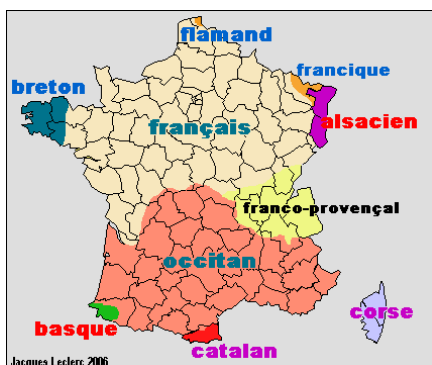 flamand
francique
breton
alsacien
français
franco-provençal
occitan
corse
basque
catalan
Jacques Leclerc 2006